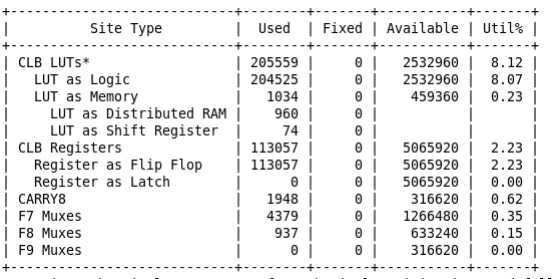 +----------------------------+--------+-------+-----------+-------+
|          Site Type         |  Used  | Fixed | Available | Util% |
+----------------------------+--------+-------+-----------+-------+
| CLB LUTs*                  | 205559 |     0 |   2532960 |  8.12 |
|   LUT as Logic             | 204525 |     0 |   2532960 |  8.07 |
|   LUT as Memory            |   1034 |     0 |    459360 |  0.23 |
|     LUT as Distributed RAM |    960 |     0 |           |       |
|     LUT as Shift Register  |     74 |     0 |           |       |
| CLB Registers              | 113057 |     0 |   5065920 |  2.23 |
|   Register as Flip Flop    | 113057 |     0 |   5065920 |  2.23 |
|   Register as Latch        |      0 |     0 |   5065920 |  0.00 |
| CARRY8                     |   1948 |     0 |    316620 |  0.62 |
| F7 Muxes                   |   4379 |     0 |   1266480 |  0.35 |
| F8 Muxes                   |    937 |     0 |    633240 |  0.15 |
| F9 Muxes                   |      0 |     0 |    316620 |  0.00 |
+----------------------------+--------+-------+-----------+-------+